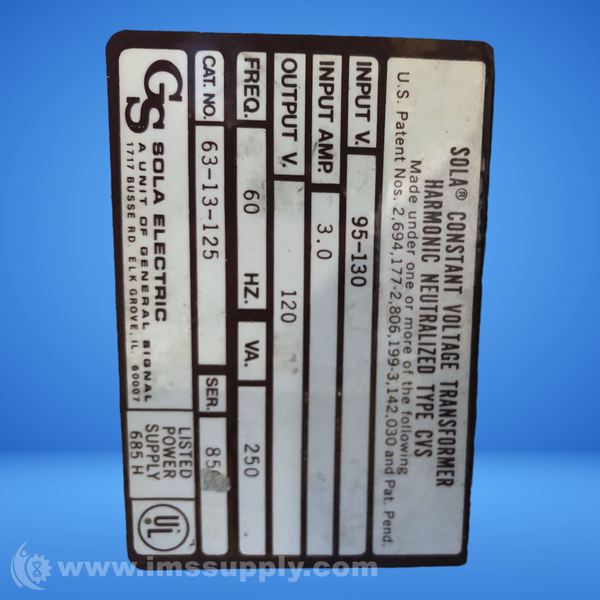 SOLA® CONSTANT VOLTAGE TRANSFORMER
HARMONIC NEUTRALIZED TYPE CVS
Made under one or more of the following
U.S. Patent Nos. 2,694,177-2,806,199-3,142,030 and Pat. Pend.
INPUT V. 95-130
INPUT AMP. 3.0
OUTPUT V. 120
FREQ. 60 HZ. VA. 250
CAT. NO. 63-13-125 SER.
GS
SOLA ELECTRIC
A UNIT OF GENERAL SIGNAL
1717 BUSSE RD. ELK GROVE, IL. 60007
LISTED
POWER
SUPPLY
685 H
UL
www.imssupply.com